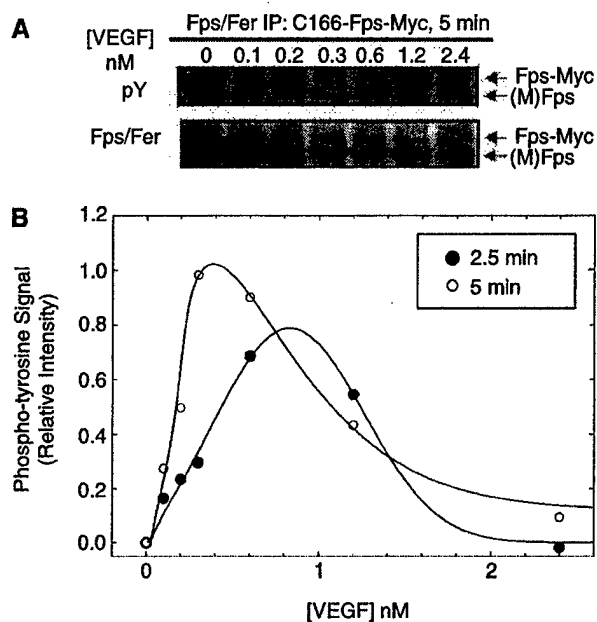 A
Fps/Fer IP: C166-Fps-Myc, 5 min
[VEGF]
nM
0 0.1 0.2 0.3 0.6 1.2 2.4
pY
Fps-Myc
(M)Fps
Fps/Fer
Fps-Myc
(M)Fps
B
1.2
1.0
0.8
0.6
0.4
0.2
0.0
Phospho-tyrosine Signal
(Relative Intensity)
2.5 min
5 min
0 1 2
[VEGF] nM